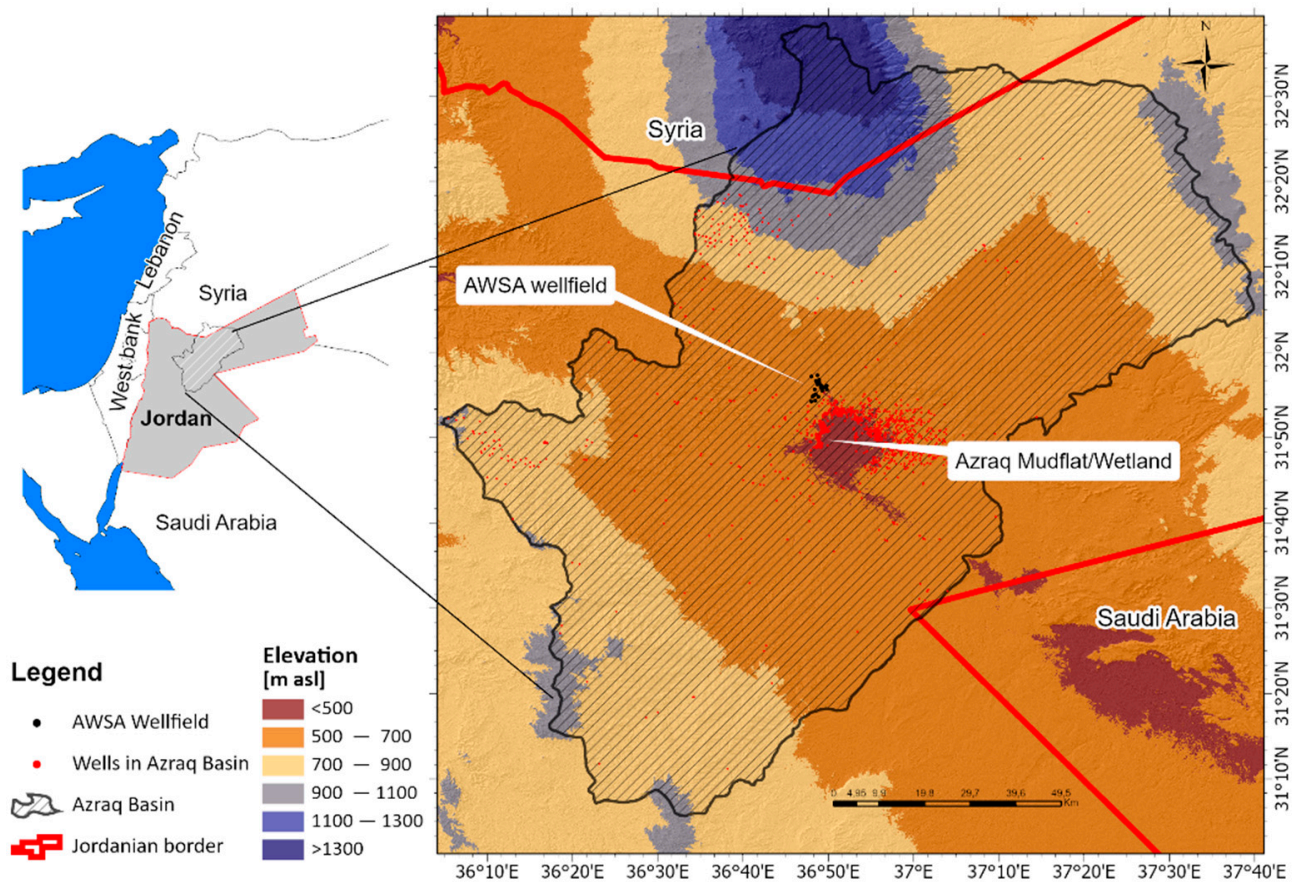 Lebanon
Syria
West bank
Jordan
Saudi Arabia
Legend
AWSA Wellfield
Wells in Azraq Basin
Azraq Basin
Jordanian border
Elevation
[m asl]
<500
500 — 700
700 — 900
900 — 1100
1100 — 1300
>1300
N
Syria
AWSA wellfield
Azraq Mudflat/Wetland
Saudi Arabia
0 4.95 9.9 19.8 29,7 39,6 49,5
Km
32°30'N
32°20'N
32°10'N
32°N
31°50'N
31°40'N
31°30'N
31°20'N
31°10'N
36°10'E 36°20'E 36°30'E 36°40'E 36°50'E 37°E 37°10'E 37°20'E 37°30'E 37°40'E